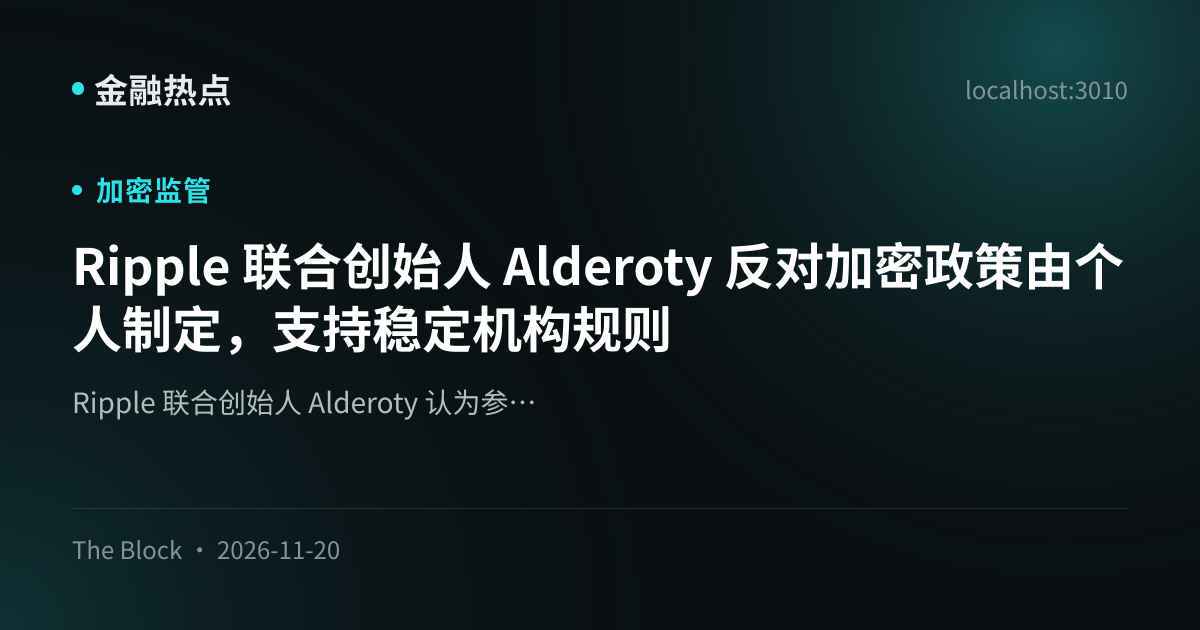 金融热点
localhost:3010
加密监管
Ripple 联合创始人 Alderoty 反对加密政策由个
人制定，支持稳定机构规则
Ripple 联合创始人 Alderoty 认为参…
The Block • 2026-11-20